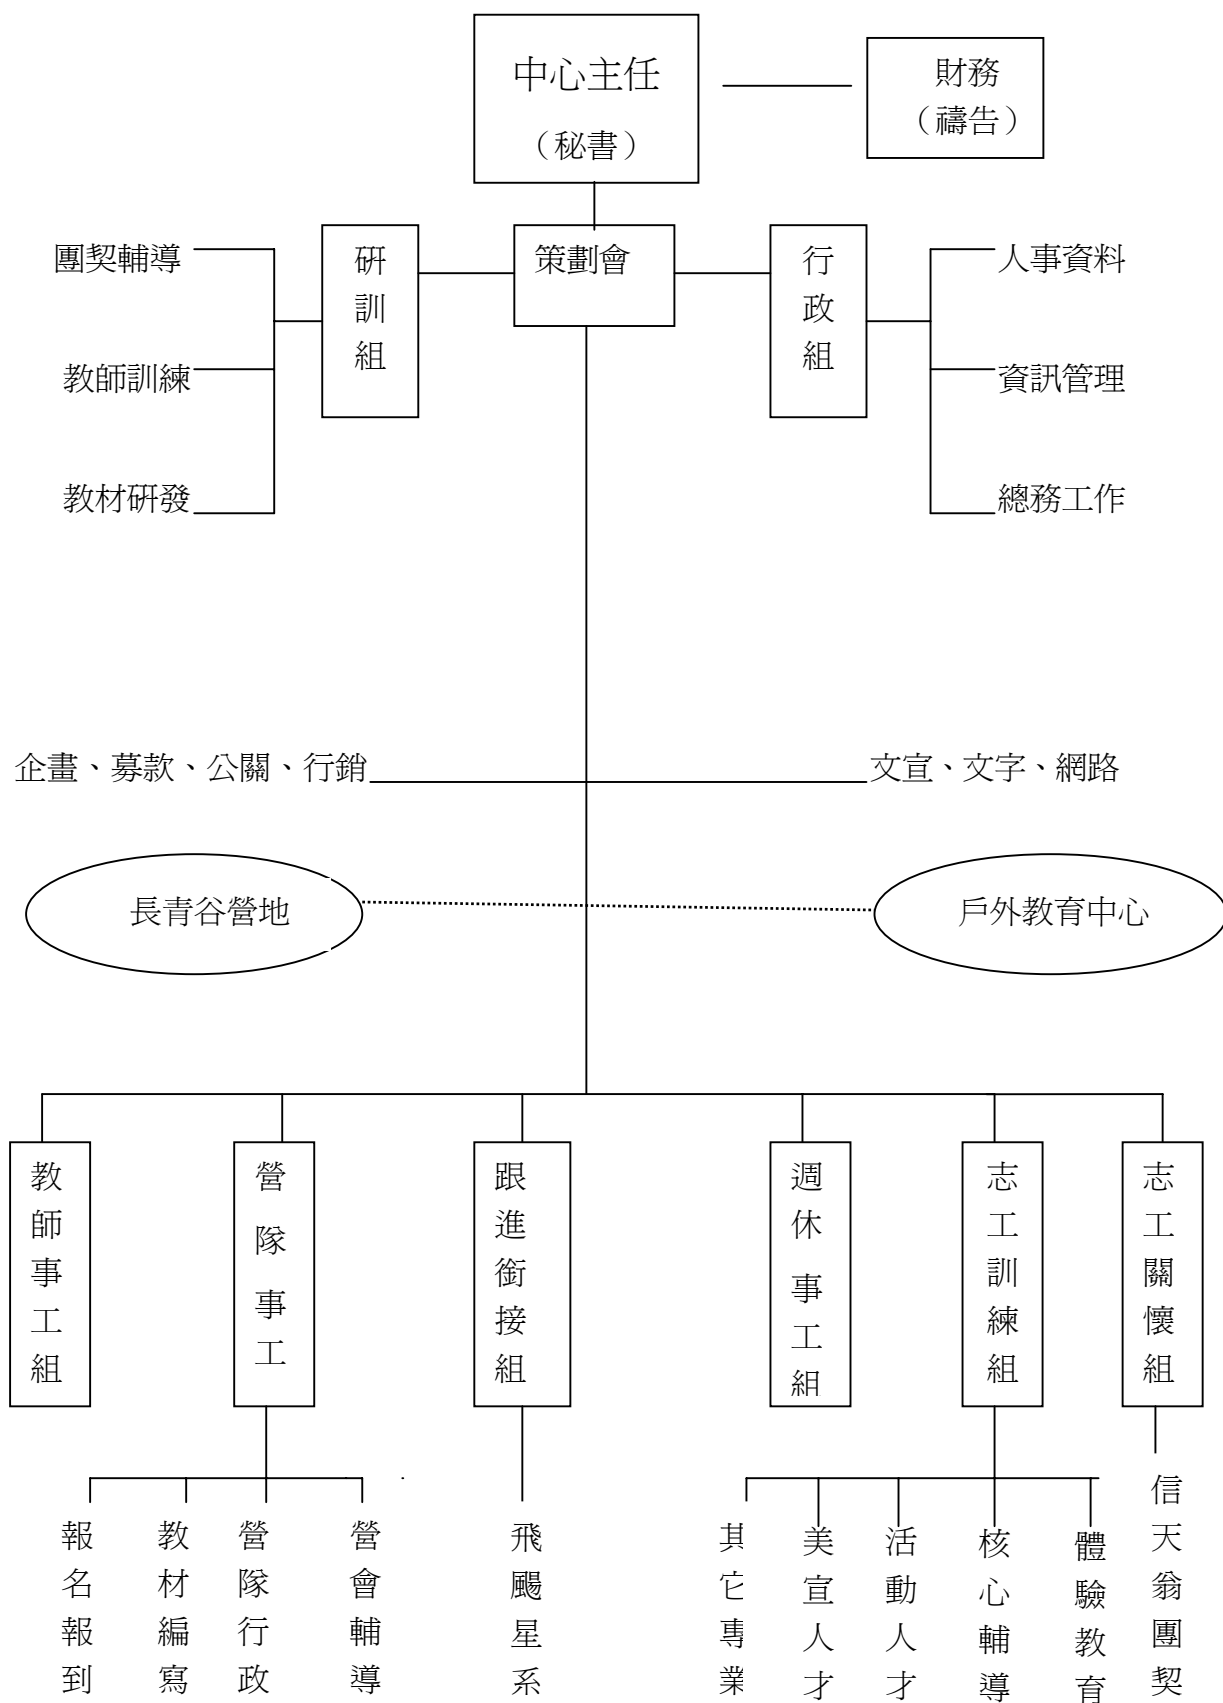 中心主任
（秘書）
財務
（禱告）
團契輔導
教師訓練
教材研發
研訓組
策劃會
行政組
人事資料
資訊管理
總務工作
企畫、募款、公關、行銷
文宣、文字、網路
長青谷營地
戶外教育中心
教師事工組
營隊事工
跟進銜接組
週休事工組
志工訓練組
志工關懷組
報名報到
教材編寫
營隊行政
營會輔導
飛颺星系
其它專業
美宣人才
活動人才
核心輔導
體驗教育
信天翁團契